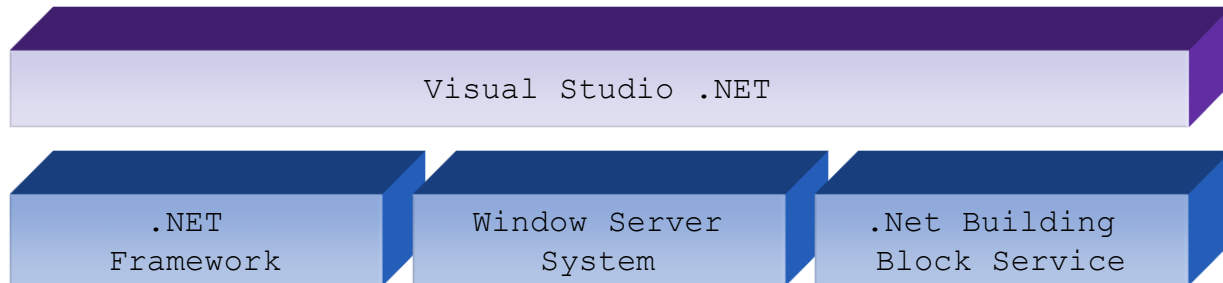 Visual Studio .NET
.NET
Framework
Window Server
System
.Net Building
Block Service